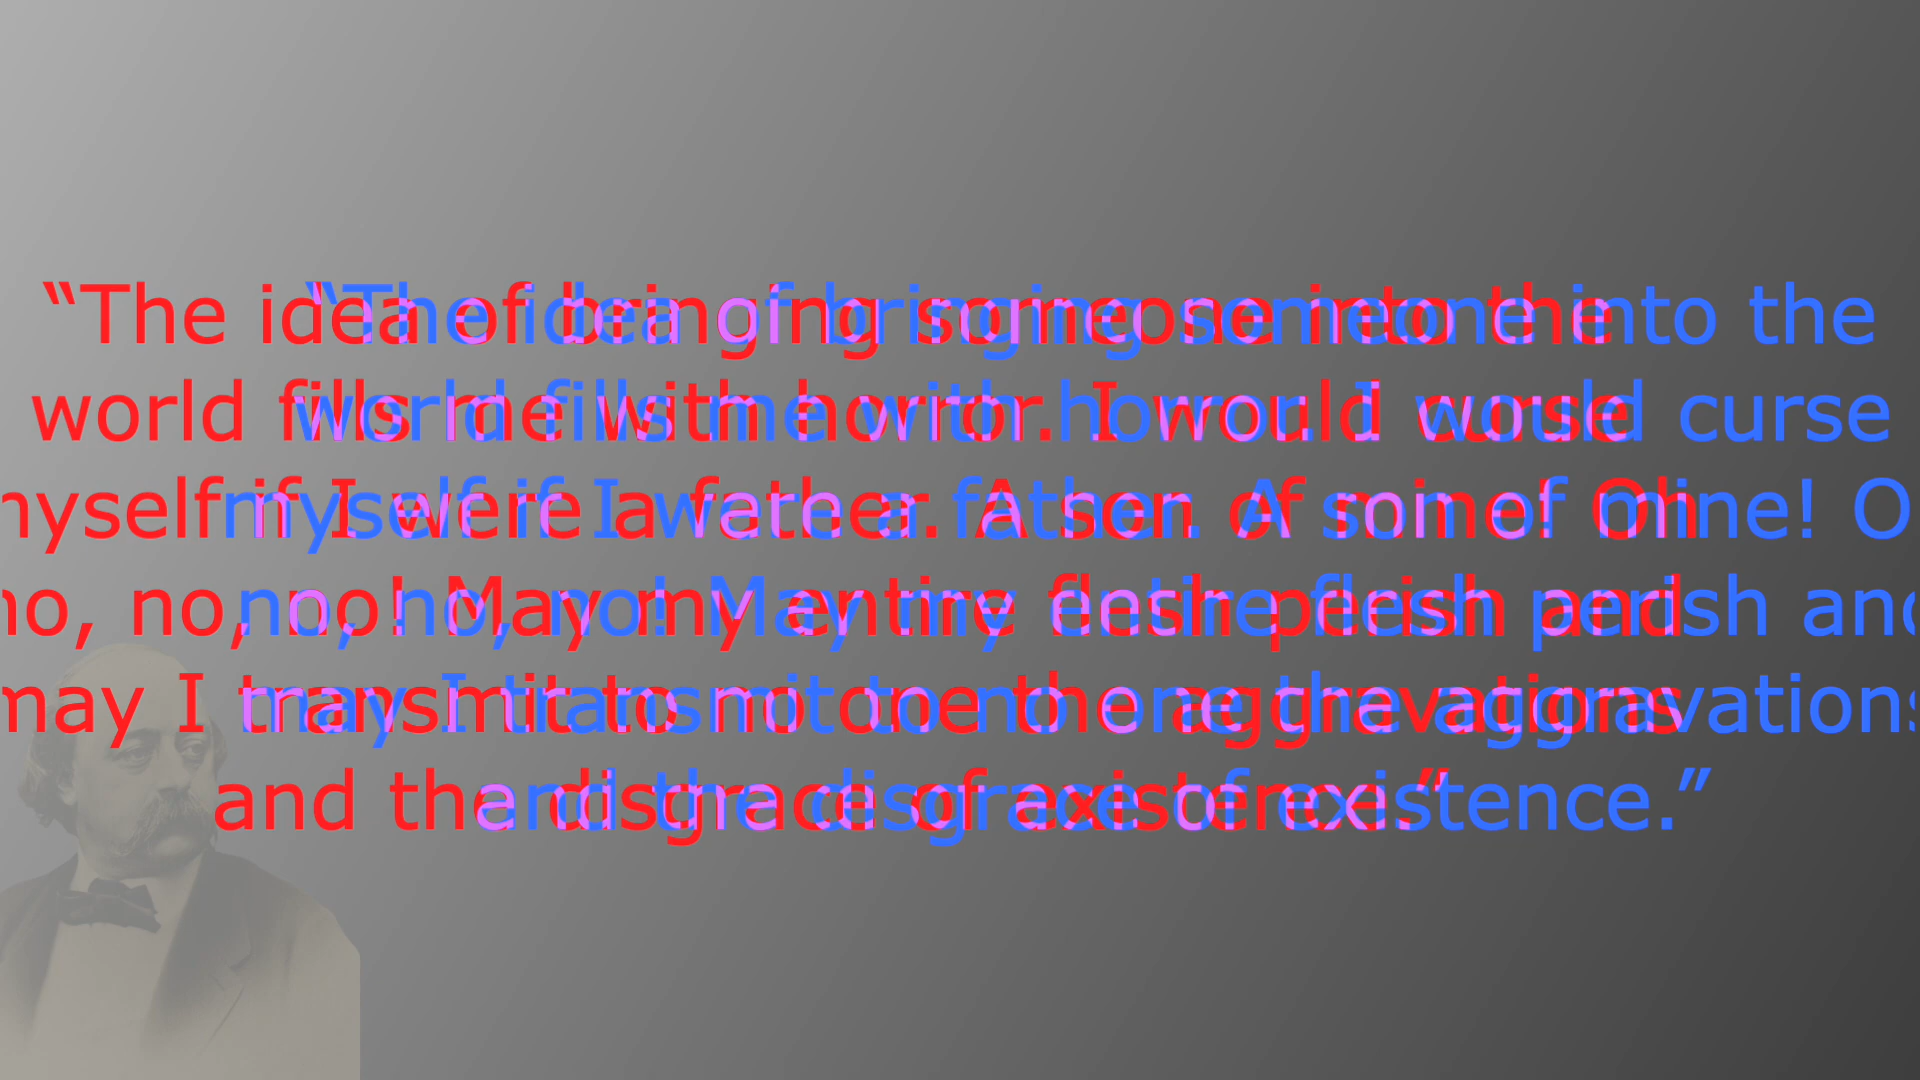 “The idea of bringing someone into the
world fills me with horror. I would curse
myself if I were a father. A son of mine! Oh
no, no, no! May my entire flesh perish and
may I transmit to no one the aggravations
and the disgrace of existence.”